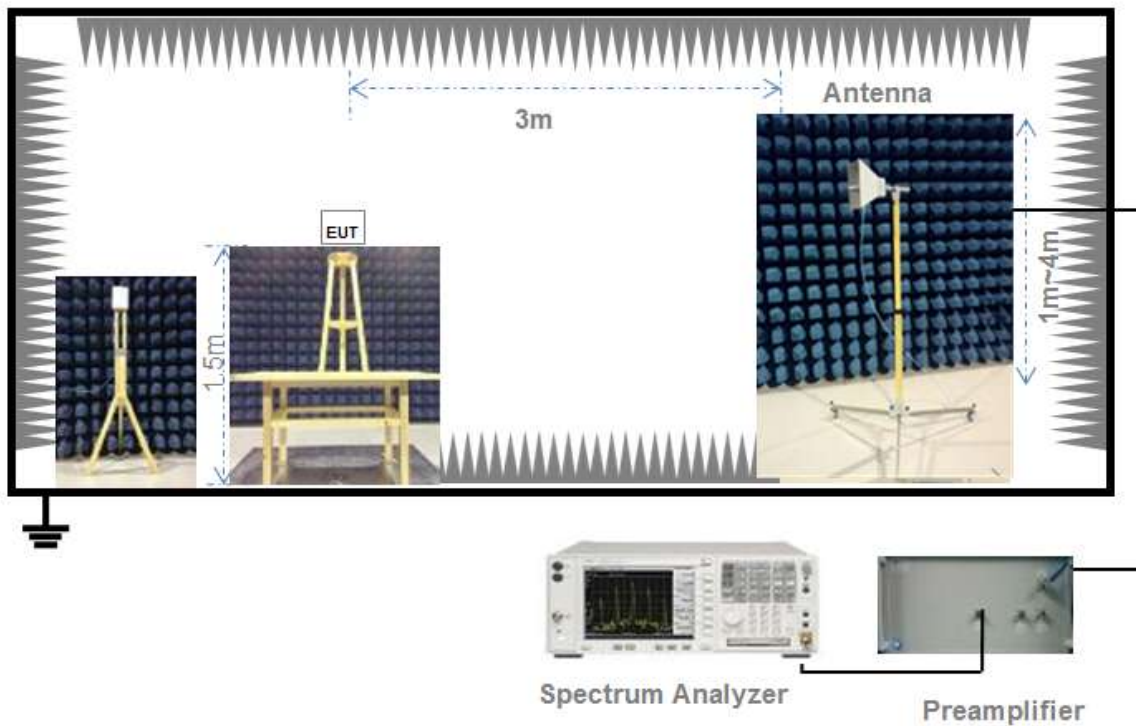 Antenna
3m
EUT
1.5m
1m~4m
Spectrum Analyzer
Preamplifier